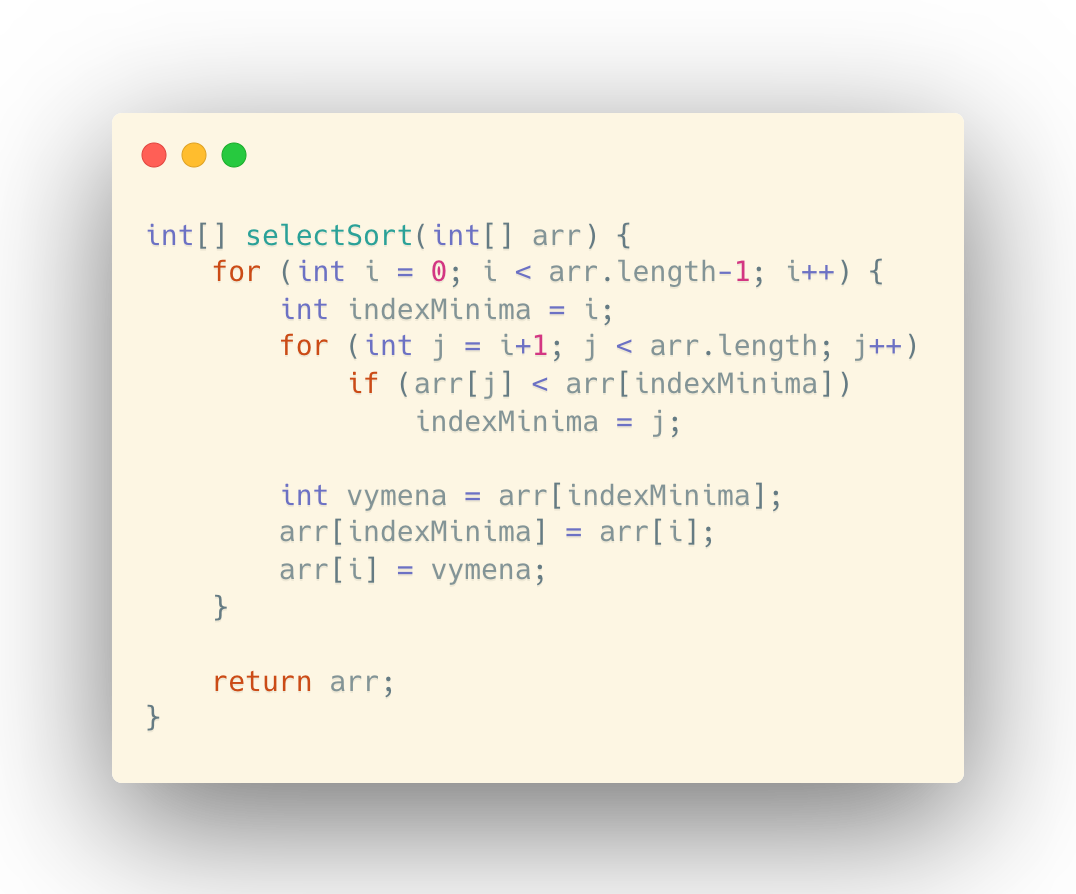 int[] selectSort(int[] arr) {
    for (int i = 0; i < arr.length-1; i++) {
        int indexMinima = i;
        for (int j = i+1; j < arr.length; j++)
            if (arr[j] < arr[indexMinima])
                indexMinima = j;

        int vymena = arr[indexMinima];
        arr[indexMinima] = arr[i];
        arr[i] = vymena;
    }

    return arr;
}